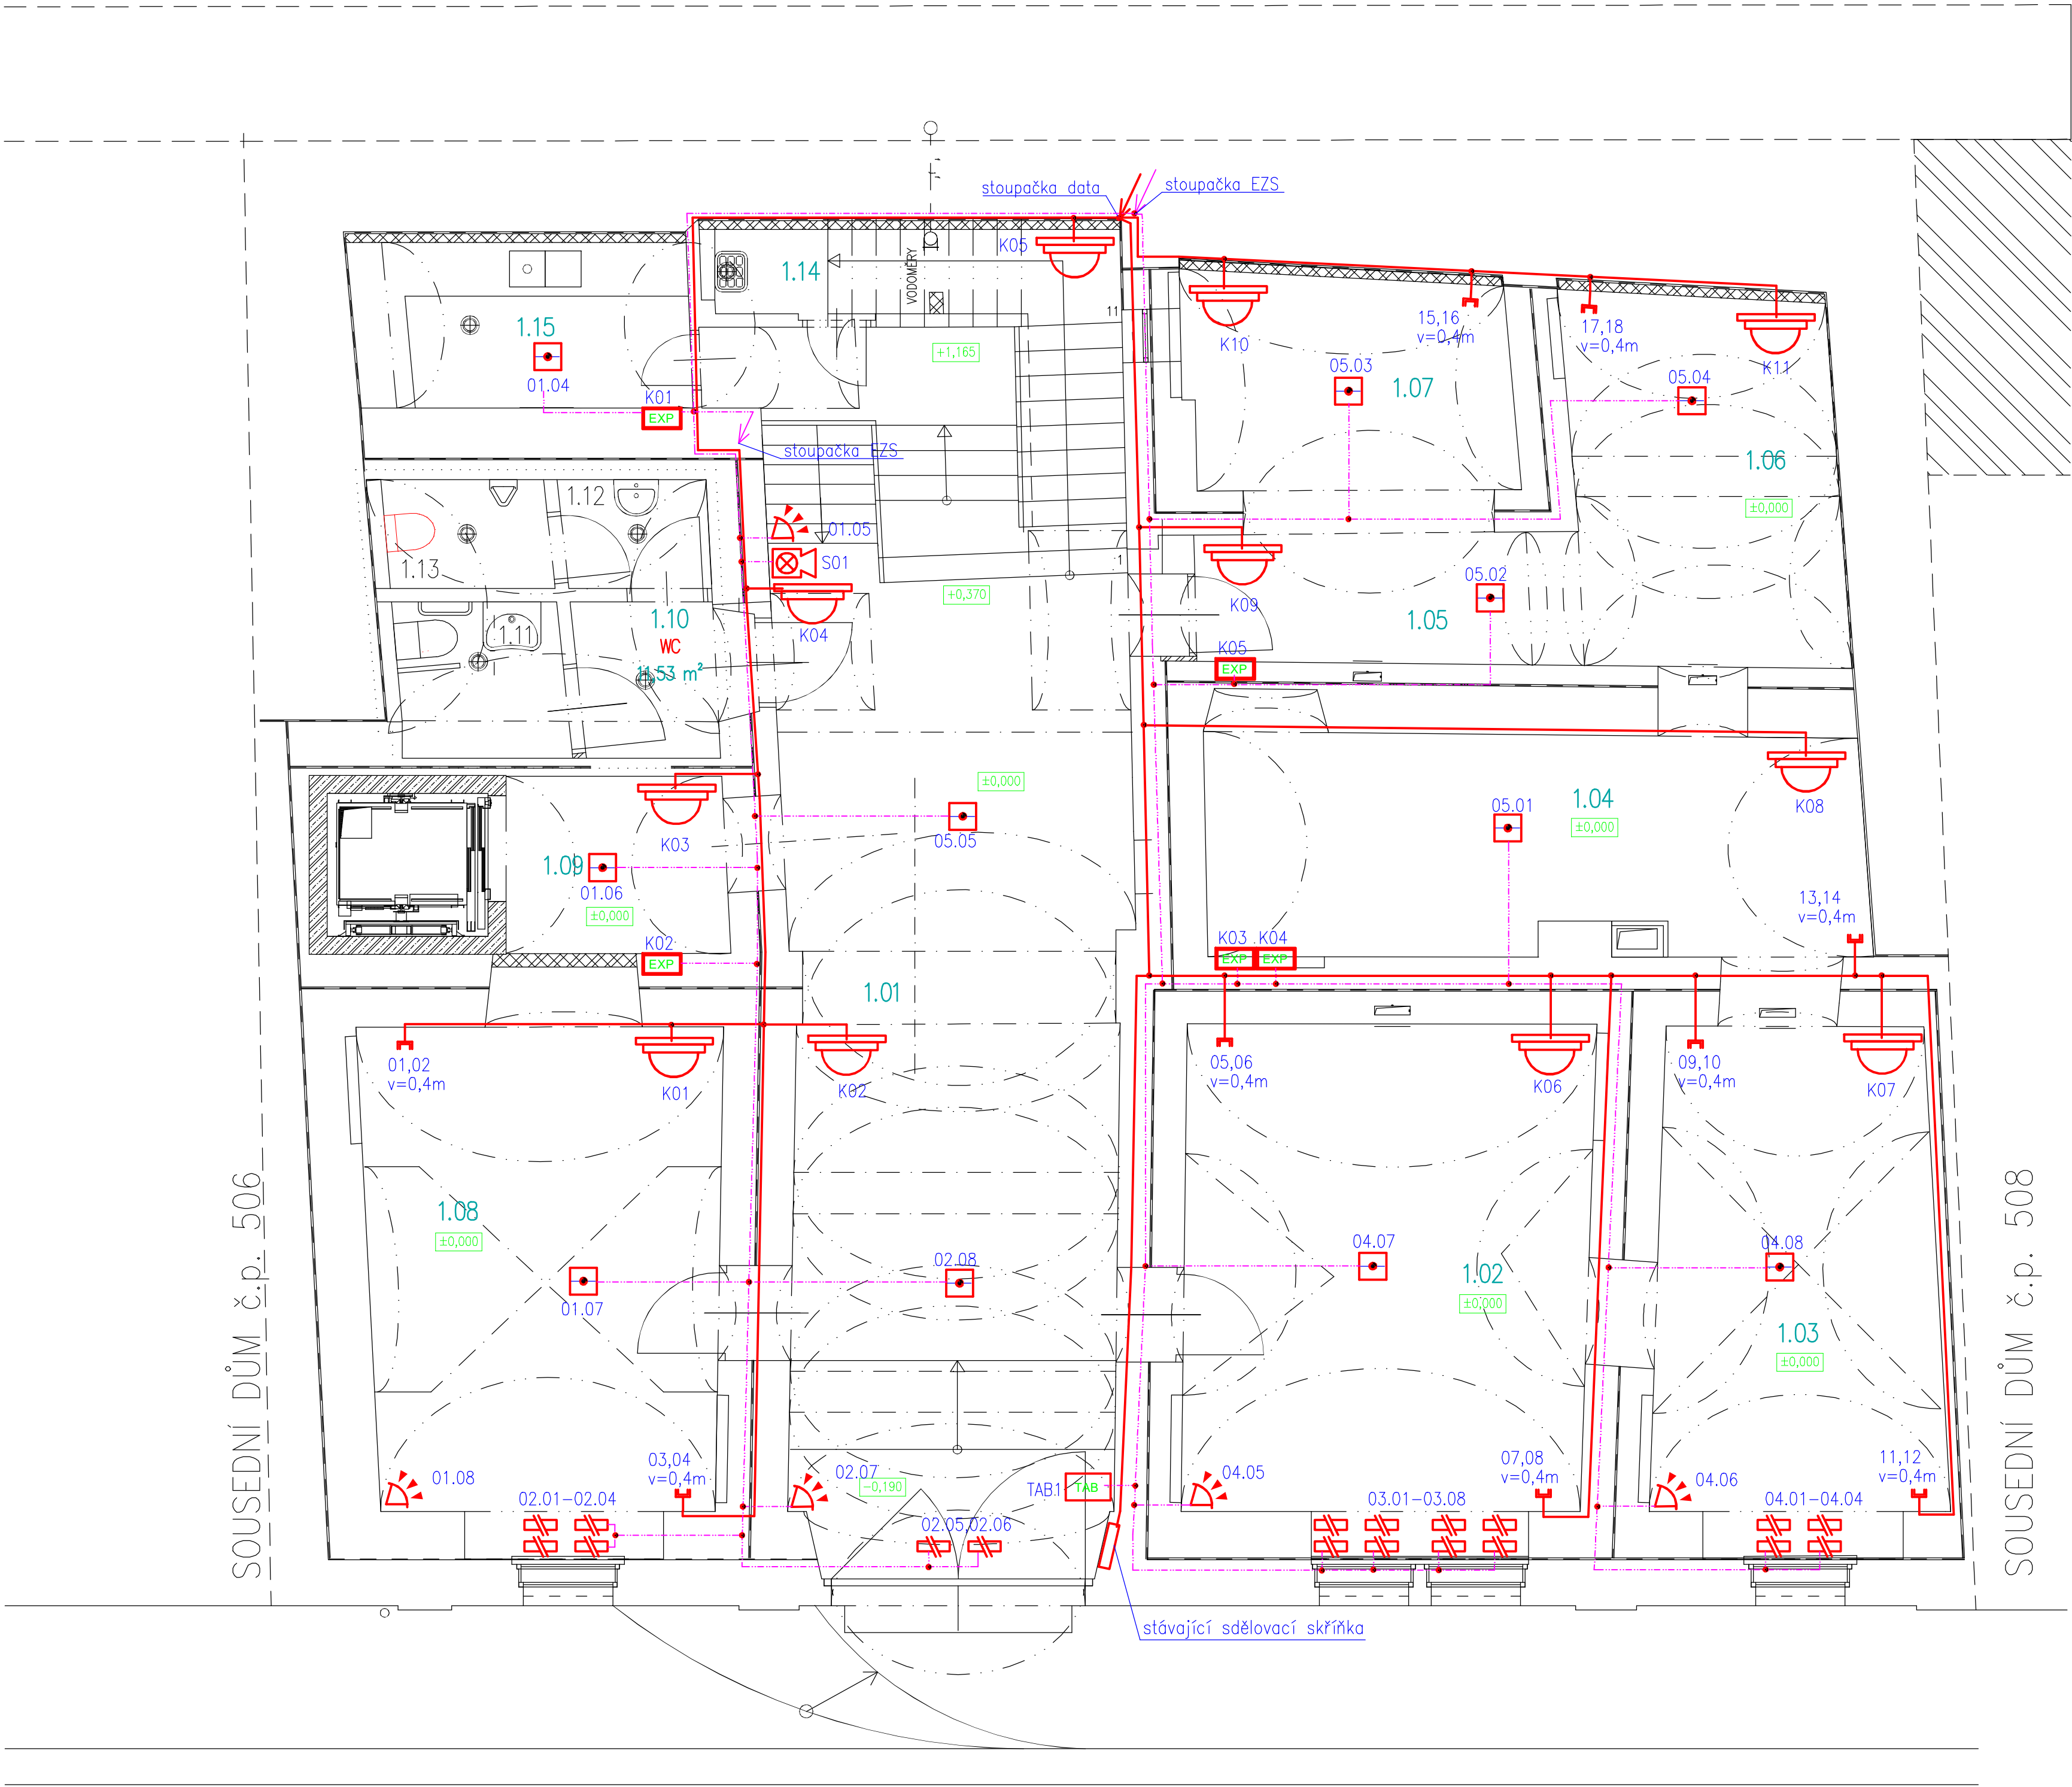 stoupačka data
stoupačka EZS
K05
1.14
VODOMĚRY
11
1.15
01.04
K01
EXP
+1,165
K10
15,16
v=0,4m
17,18
v=0,4m
K11
05.03
1.07
05.04
1.06
±0,000
stoupačka EZS
1.12
1.13
01.05
S01
K04
+0,370
1
K09
05.02
1.05
K05
EXP
1.11
1.10
WC
11,53 m²
±0,000
05.05
K03
1.09
01.06
±0,000
K02
EXP
05.01
1.04
±0,000
K08
13,14
v=0,4m
K03
K04
EXP
EXP
1.01
01,02
v=0,4m
K01
K02
05,06
v=0,4m
K06
09,10
v=0,4m
K07
SOUSEDNÍ DŮM č.p. 506
SOUSEDNÍ DŮM č.p. 508
1.08
±0,000
01.07
02.08
04.07
1.02
±0,000
04.08
1.03
±0,000
01.08
03,04
v=0,4m
02.01-02.04
02.07
-0,190
02.05,02.06
TAB1
TAB
04.05
03.01-03.08
07,08
v=0,4m
04.06
04.01-04.04
11,12
v=0,4m
stávající sdělovací skříňka